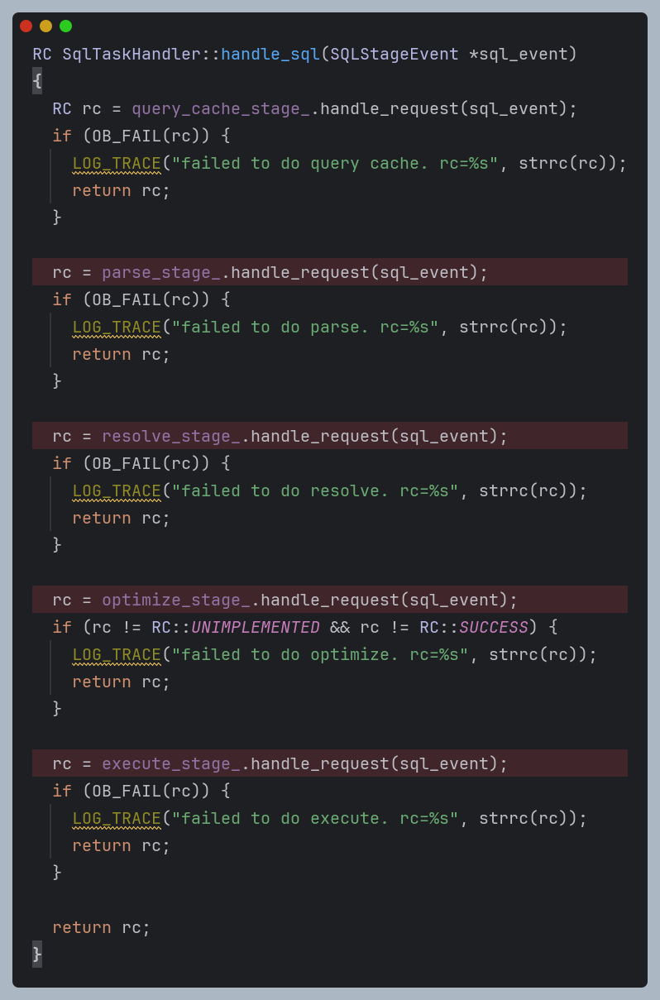 RC SqlTaskHandler::handle_sql(SQLStageEvent *sql_event)
{
  RC rc = query_cache_stage_.handle_request(sql_event);
  if (OB_FAIL(rc)) {
    LOG_TRACE("failed to do query cache. rc=%s", strrc(rc));
    return rc;
  }

  rc = parse_stage_.handle_request(sql_event);
  if (OB_FAIL(rc)) {
    LOG_TRACE("failed to do parse. rc=%s", strrc(rc));
    return rc;
  }

  rc = resolve_stage_.handle_request(sql_event);
  if (OB_FAIL(rc)) {
    LOG_TRACE("failed to do resolve. rc=%s", strrc(rc));
    return rc;
  }

  rc = optimize_stage_.handle_request(sql_event);
  if (rc != RC::UNIMPLEMENTED && rc != RC::SUCCESS) {
    LOG_TRACE("failed to do optimize. rc=%s", strrc(rc));
    return rc;
  }

  rc = execute_stage_.handle_request(sql_event);
  if (OB_FAIL(rc)) {
    LOG_TRACE("failed to do execute. rc=%s", strrc(rc));
    return rc;
  }

  return rc;
}